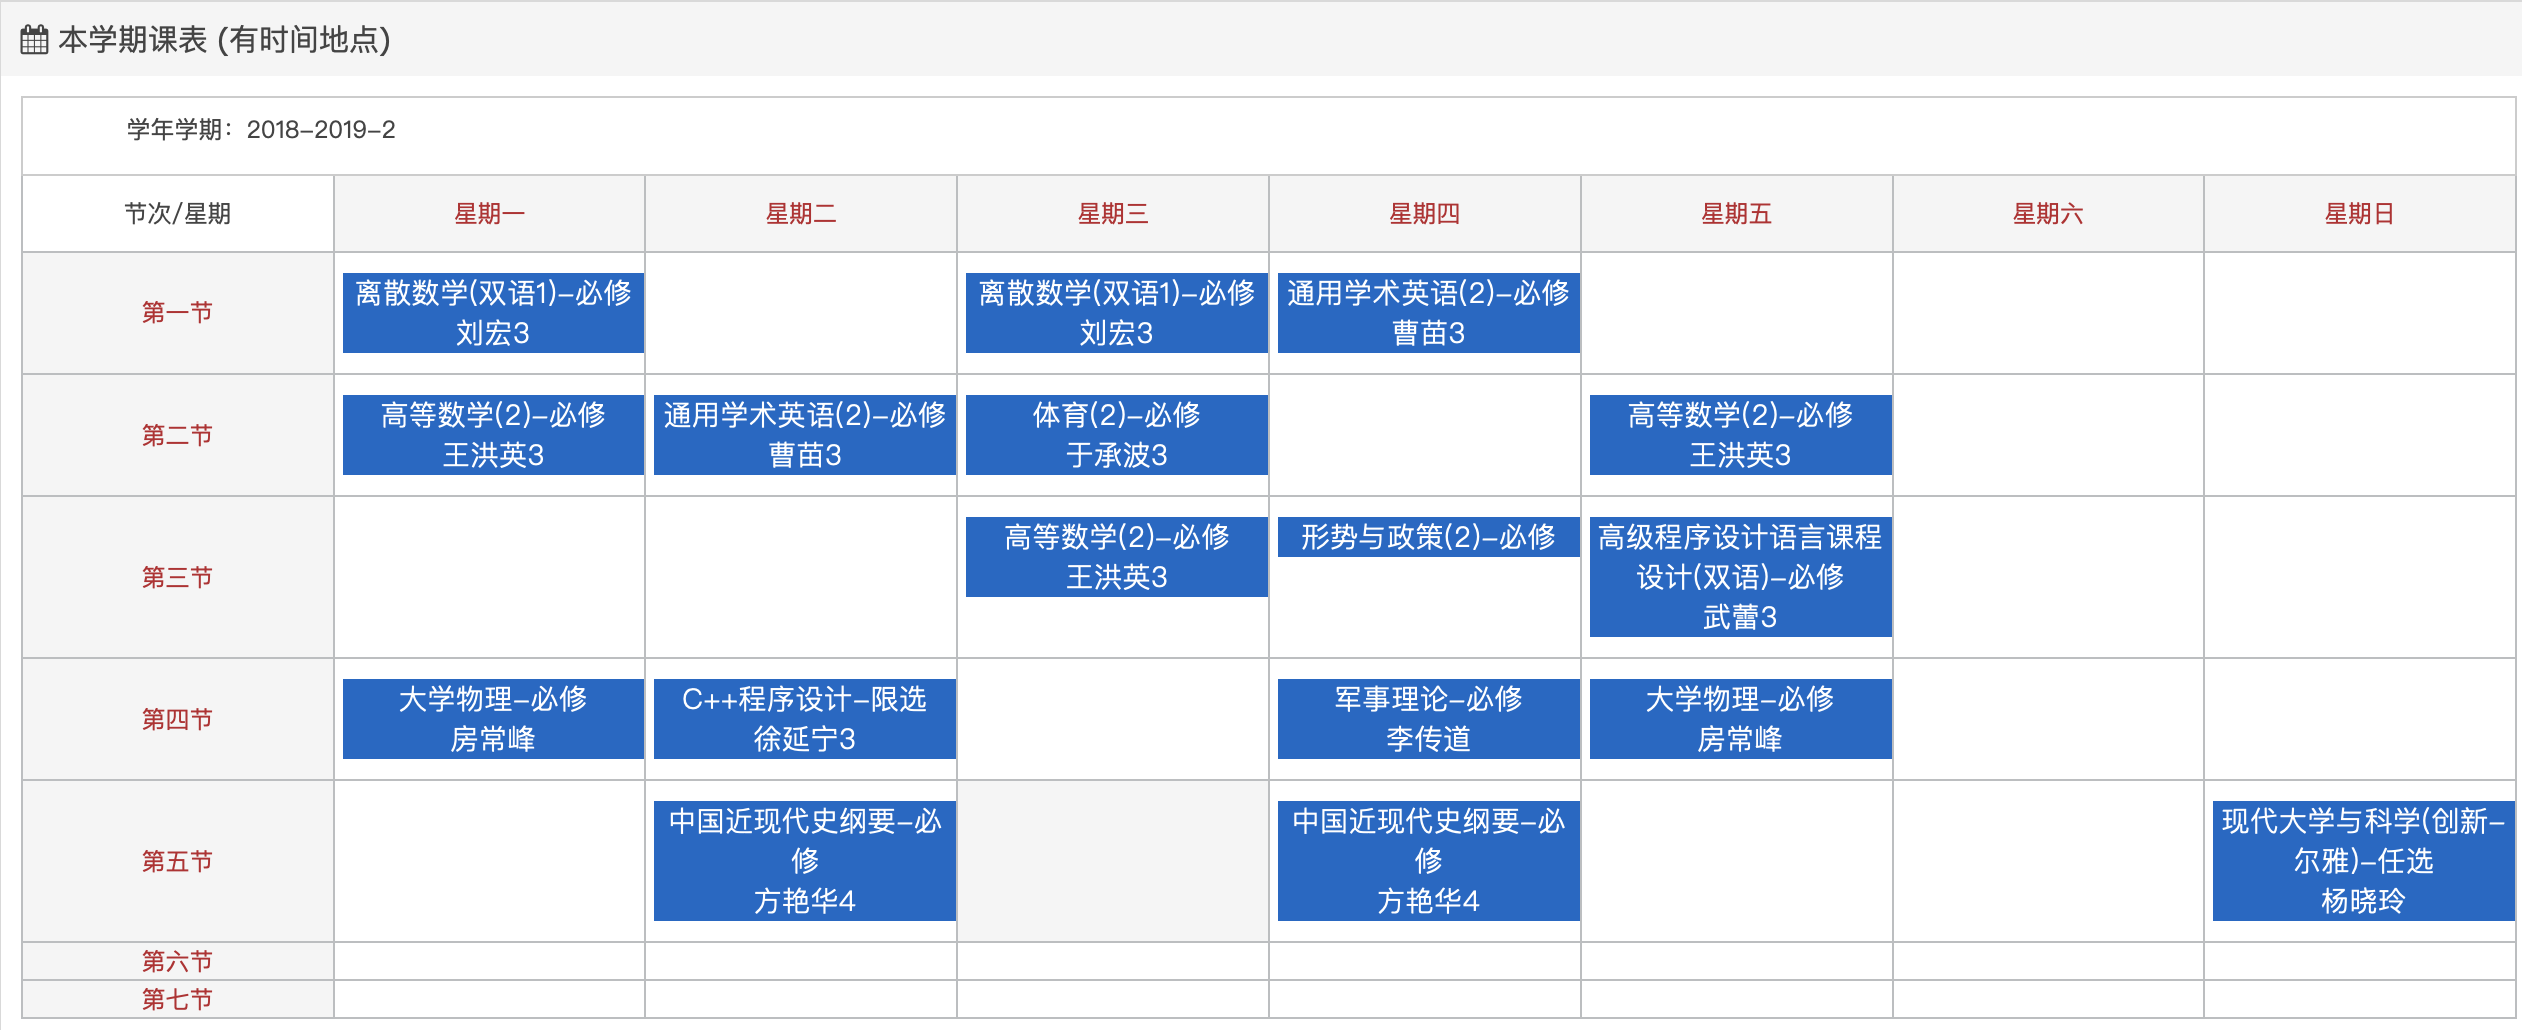 本学期课表 (有时间地点)
学年学期：2018-2019-2
节次/星期 星期一 星期二 星期三 星期四 星期五 星期六 星期日
第一节
离散数学(双语1)-必修
刘宏3
离散数学(双语1)-必修
刘宏3
通用学术英语(2)-必修
曹苗3
第二节
高等数学(2)-必修
王洪英3
通用学术英语(2)-必修
曹苗3
体育(2)-必修
于承波3
高等数学(2)-必修
王洪英3
第三节
高等数学(2)-必修
王洪英3
形势与政策(2)-必修
高级程序设计语言课程
设计(双语)-必修
武蕾3
第四节
大学物理-必修
房常峰
C++程序设计-限选
徐延宁3
军事理论-必修
李传道
大学物理-必修
房常峰
第五节
中国近现代史纲要-必
修
方艳华4
中国近现代史纲要-必
修
方艳华4
现代大学与科学(创新-
尔雅)-任选
杨晓玲
第六节
第七节